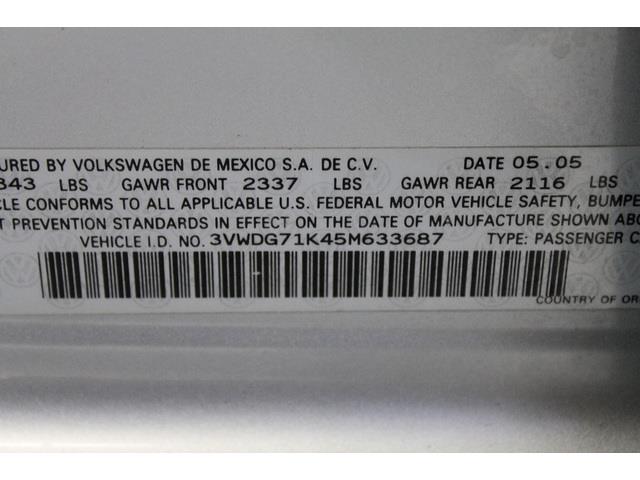 URED BY VOLKSWAGEN DE MEXICO S.A. DE C.V. DATE 05.05
843 LBS GAWR FRONT 2337 LBS GAWR REAR 2116 LBS
CLE CONFORMS TO ALL APPLICABLE U.S. FEDERAL MOTOR VEHICLE SAFETY, BUMPE
T PREVENTION STANDARDS IN EFFECT ON THE DATE OF MANUFACTURE SHOWN AB
VEHICLE I.D. NO. 3VWDG71K45M633687 TYPE: PASSENGER C
COUNTRY OF OR